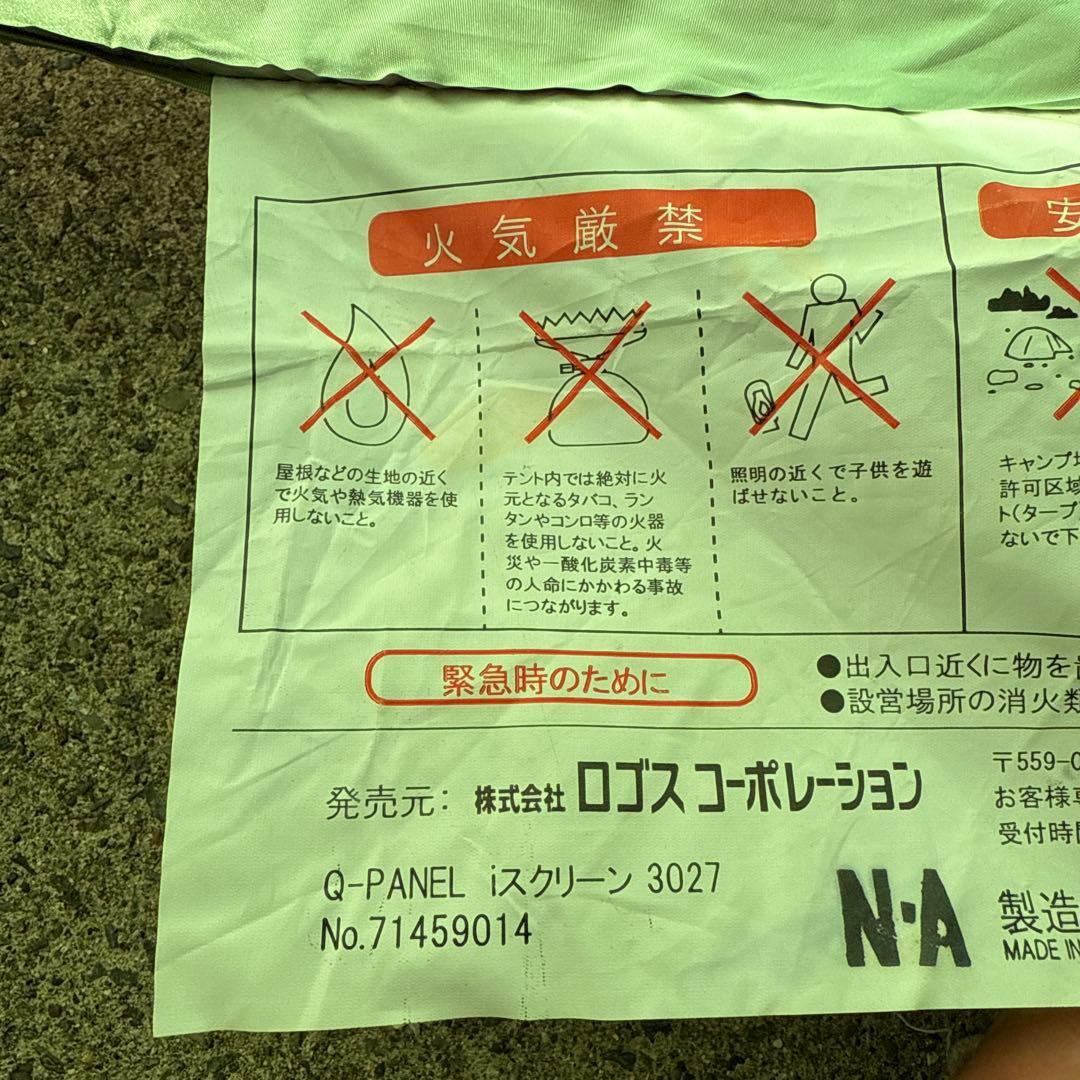 火気厳禁
屋根などの生地の近く
で火気や熱気機器を使
用しないこと。
テント内では絶対に火
元となるタバコ、ラン
タンやコンロ等の火器
を使用しないこと。火
災や一酸化炭素中毒等
の人命にかかわる事故
につながります。
照明の近くで子供を遊
ばせないこと。
安
キャンプ場
許可区域
ト(タープ
ないで下
緊急時のために
●出入口近くに物を
●設営場所の消火
発売元：株式会社ロゴスコーポレーション
Q-PANEL iスクリーン 3027
No.71459014
〒559-0
お客様
受付時間
N・A
製造
MADE IN